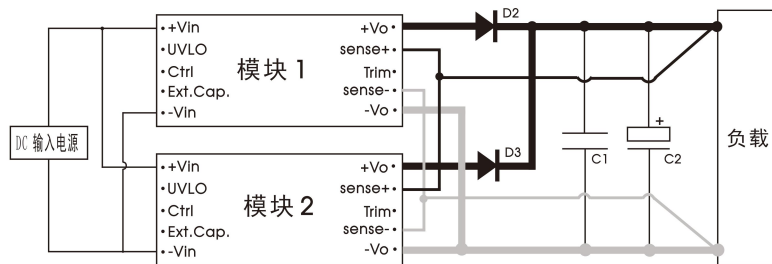 +Vin
UVLO
Ctrl
Ext.Cap.
-Vin
模块 1
+Vo
sense+
Trim
sense-
-Vo
D2
DC 输入电源
+Vin
UVLO
Ctrl
Ext.Cap.
-Vin
模块 2
+Vo
sense+
Trim
sense-
-Vo
D3
C1
+
C2
负载